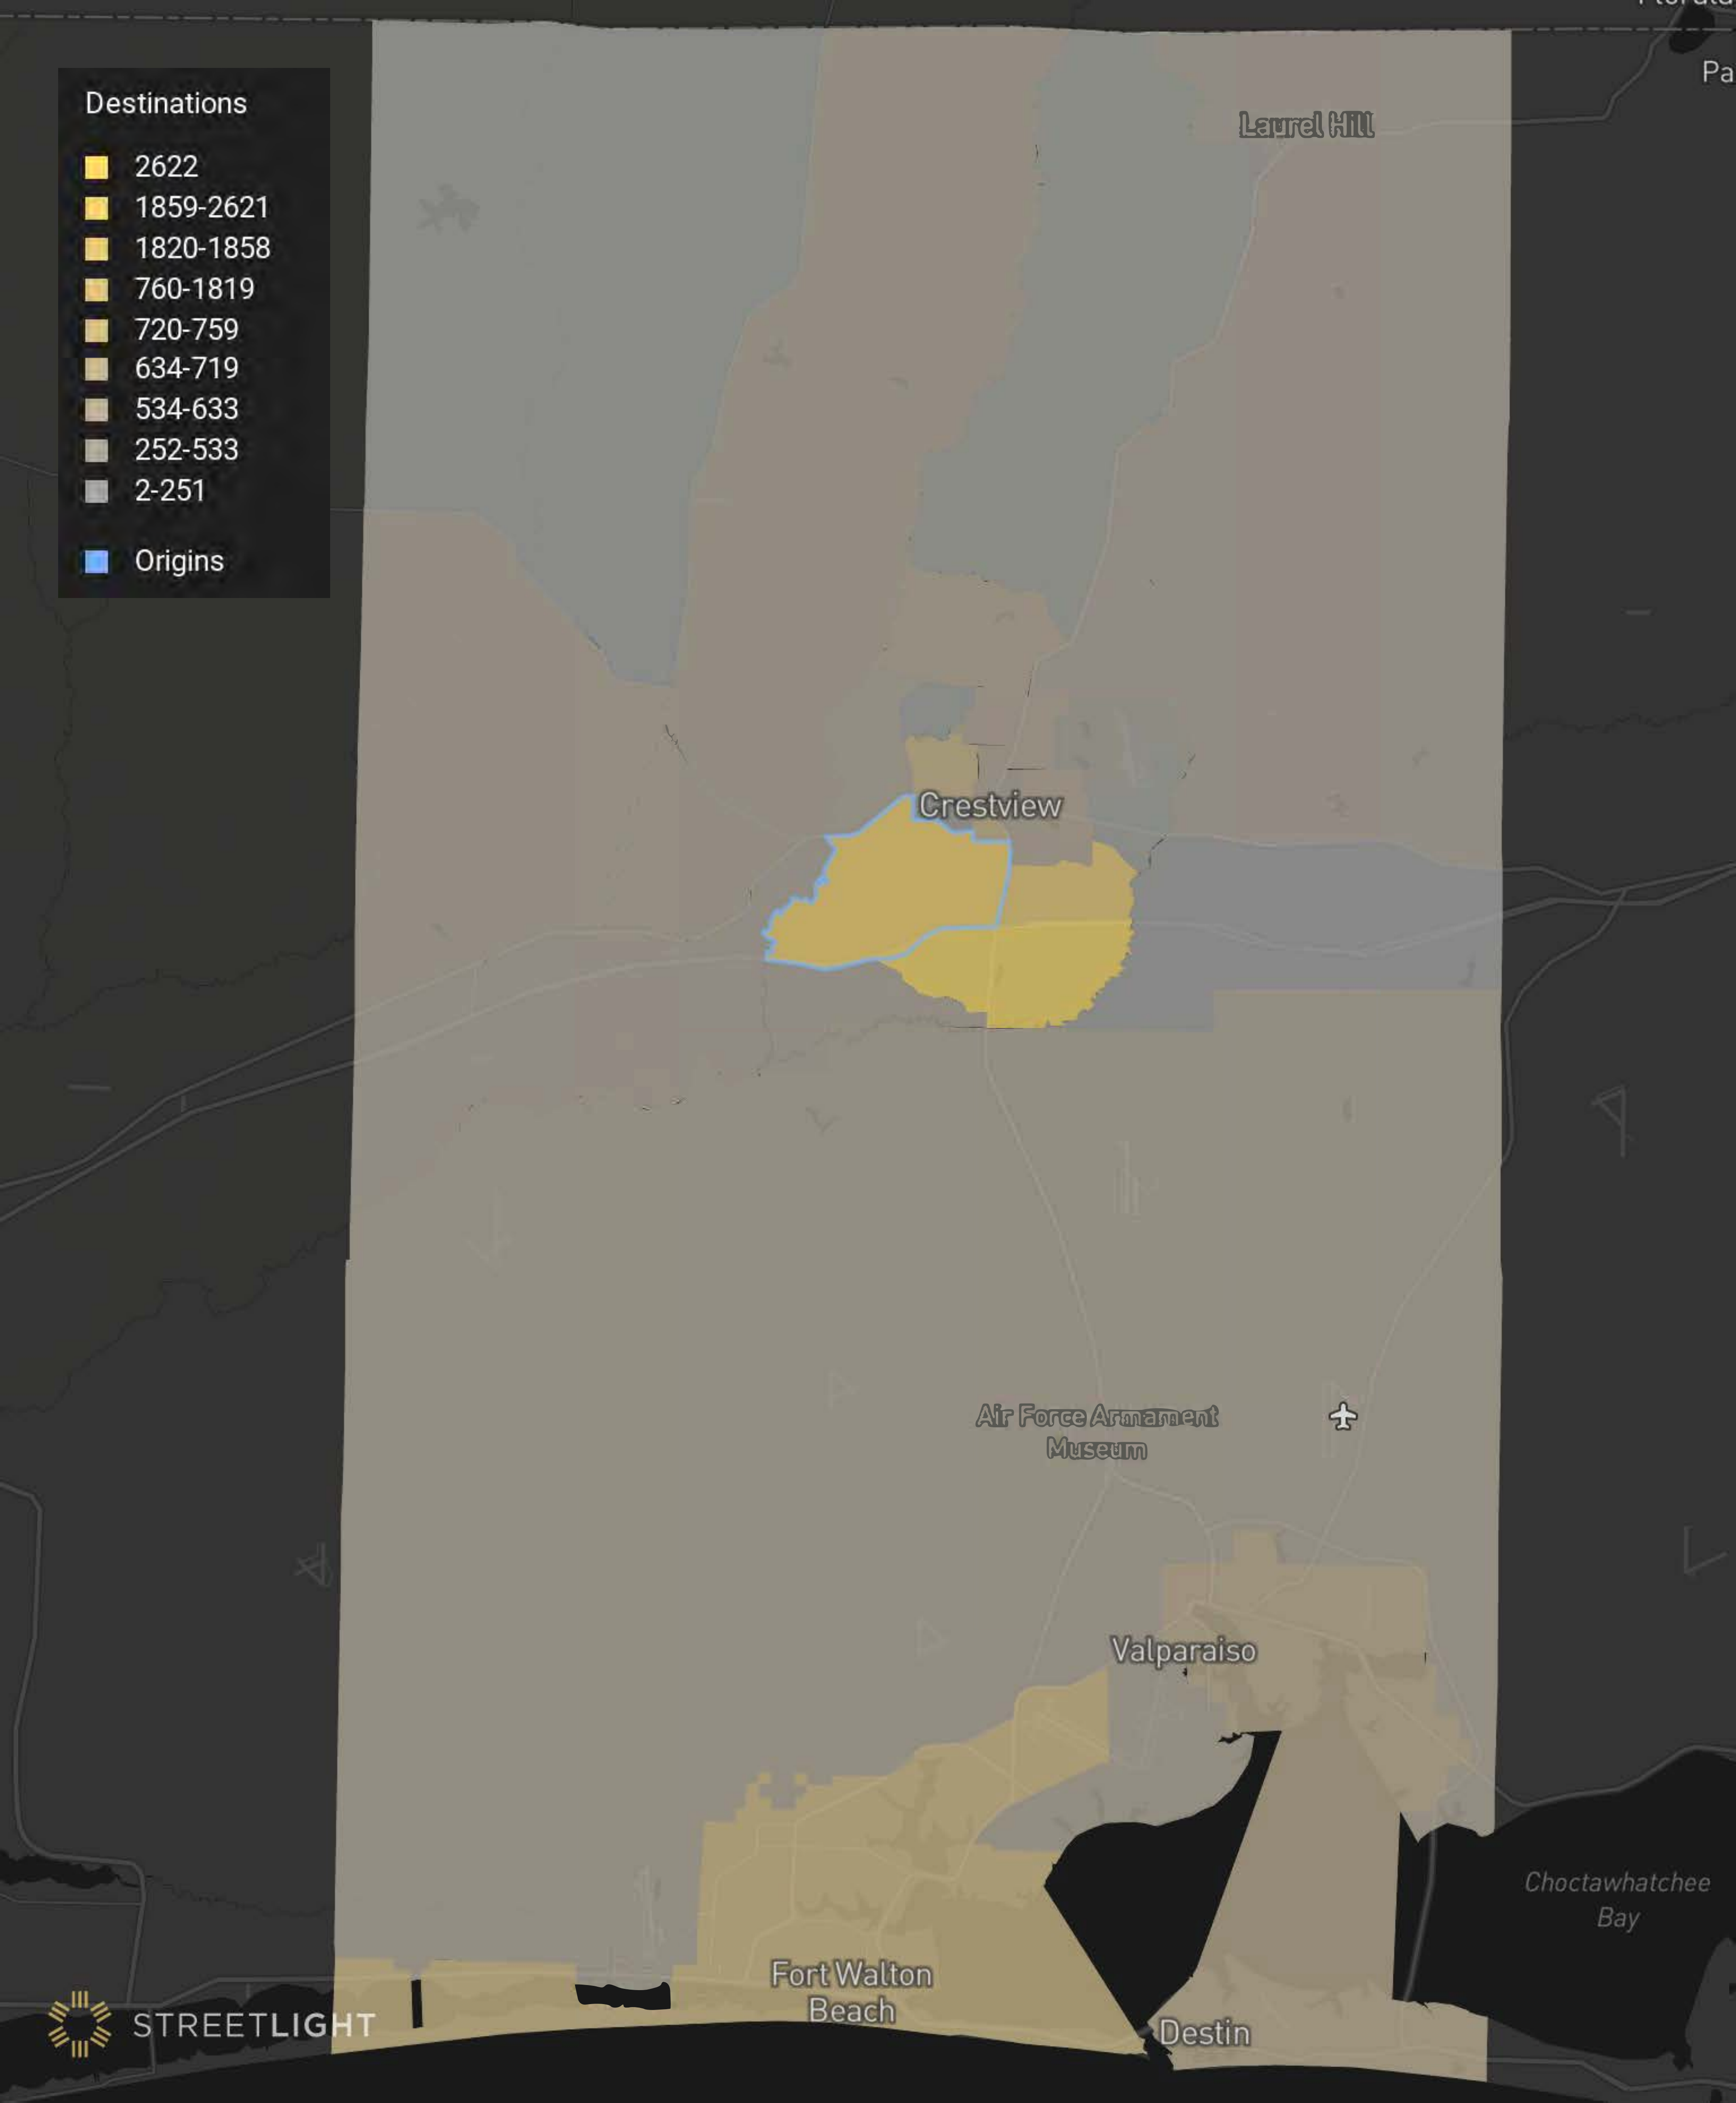 Pa
Destinations
Laurel Hill
2622
1859-2621
1820-1858
760-1819
720-759
634-719
534-633
252-533
2-251
Origins
Crestview
Air Force Armament
Museum
Valparaiso
Choctawhatchee
Bay
Fort Walton
Beach
STREETLIGHT
Destin